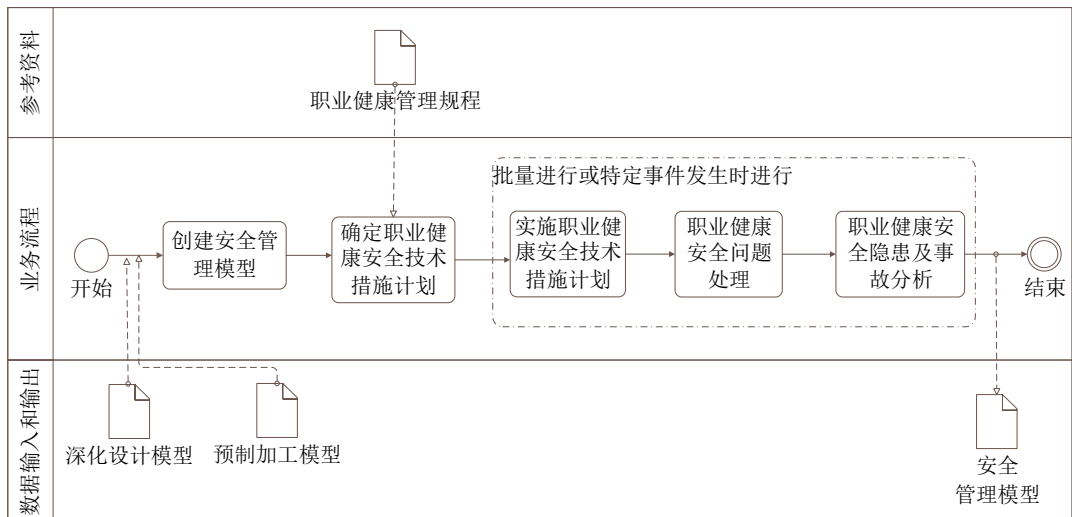 参考资料
职业健康管理规程
业务流程
批量进行或特定事件发生时进行
开始
创建安全管
理模型
确定职业健
康安全技术
措施计划
实施职业健
康安全技术
措施计划
职业健康
安全问题
处理
职业健康安
全隐患及事
故分析
结束
数据输入和输出
深化设计模型
预制加工模型
安全
管理模型